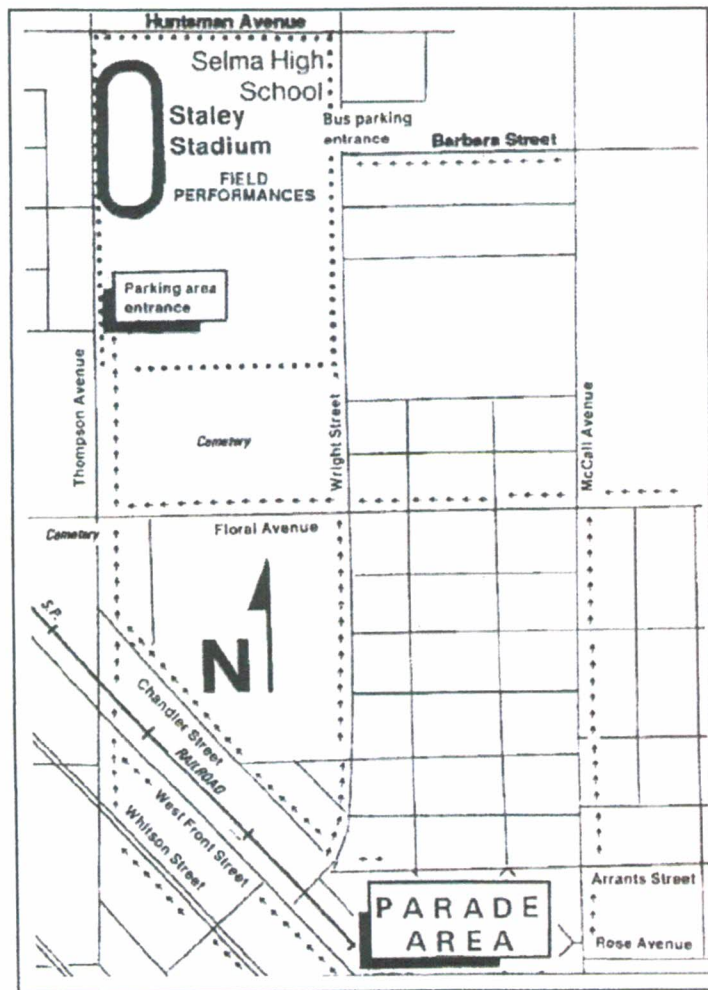 Huntsman Avenue
Selma High
School
Staley
Stadium
FIELD
PERFORMANCES
Bus parking
entrance
Barbara Street
Parking area
entrance
Thompson Avenue
Wright Street
McCall Avenue
Cemetery
Floral Avenue
Cemetery
S.P.
N
Chandler Street
RAILROAD
West Front Street
Whitson Street
PARADE
AREA
Arrants Street
Rose Avenue